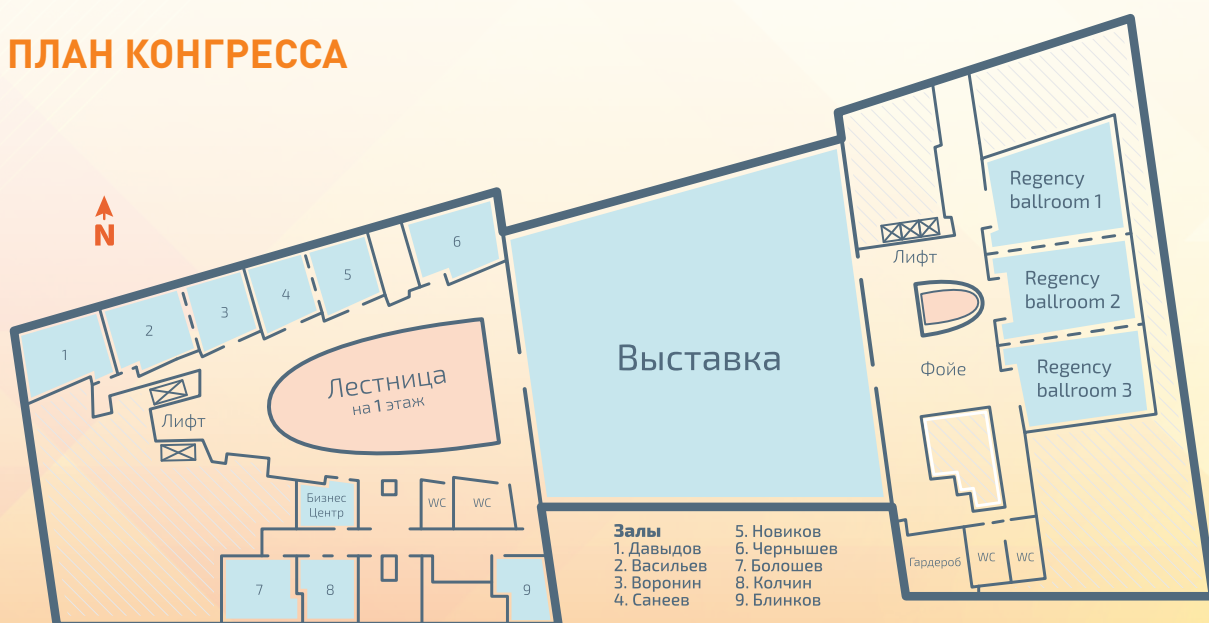 ПЛАН КОНГРЕССА
N
1
2
3
4
5
6
Лестница
на 1 этаж
Лифт
Выставка
Лифт
Regency
ballroom 1
Regency
ballroom 2
Regency
ballroom 3
Фойе
Бизнес
Центр
WC
WC
7
8
9
Гардероб
WC
WC
Залы
1. Давыдов
2. Васильев
3. Воронин
4. Санеев
5. Новиков
6. Чернышев
7. Болошев
8. Колчин
9. Блинков